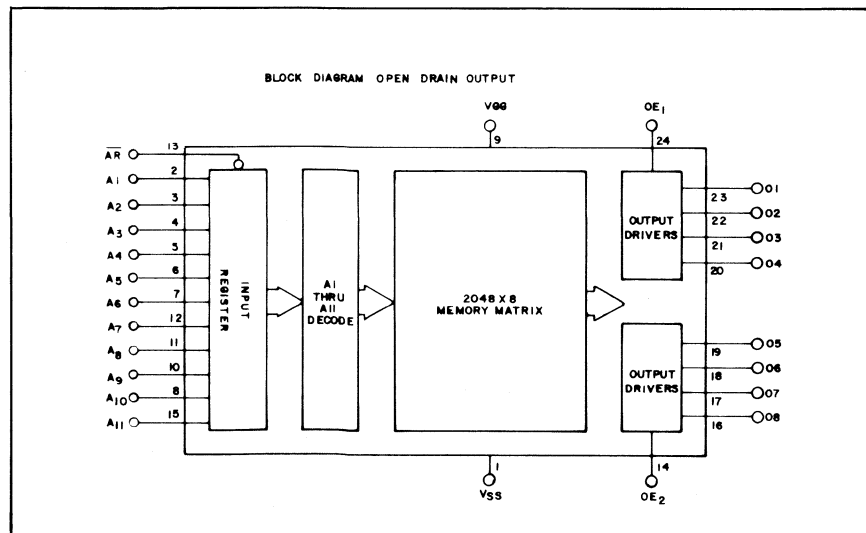 BLOCK DIAGRAM OPEN DRAIN OUTPUT
VGG
9
OE1
24
AR 13
A1 2
A2 3
A3 4
A4 5
A5 6
A6 7
A7 12
A8 11
A9 10
A10 8
A11 15
INPUT
REGISTER
A1
THRU
A11
DECODE
2048 X 8
MEMORY MATRIX
OUTPUT
DRIVERS
23 O1
22 O2
21 O3
20 O4
OUTPUT
DRIVERS
19 O5
18 O6
17 O7
16 O8
1
VSS
14
OE2